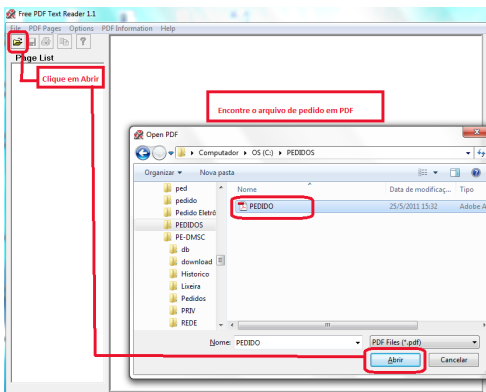 Free PDF Text Reader 1.1
File PDF Pages Options PDF Information Help
Page List
Clique em Abrir
Encontre o arquivo de pedido em PDF
Open PDF
Computador OS (C:) PEDIDOS
Organizar Nova pasta
Nome Data de modificaç... Tipo
ped
pedido
Pedido Eletrô
PEDIDOS
PE-DMSC
db
download
Historico
Lixeira
Pedidos
PRIV
REDE
PEDIDO 25/5/2011 15:32 Adobe A
Nome: PEDIDO PDF Files (*.pdf)
Abrir Cancelar